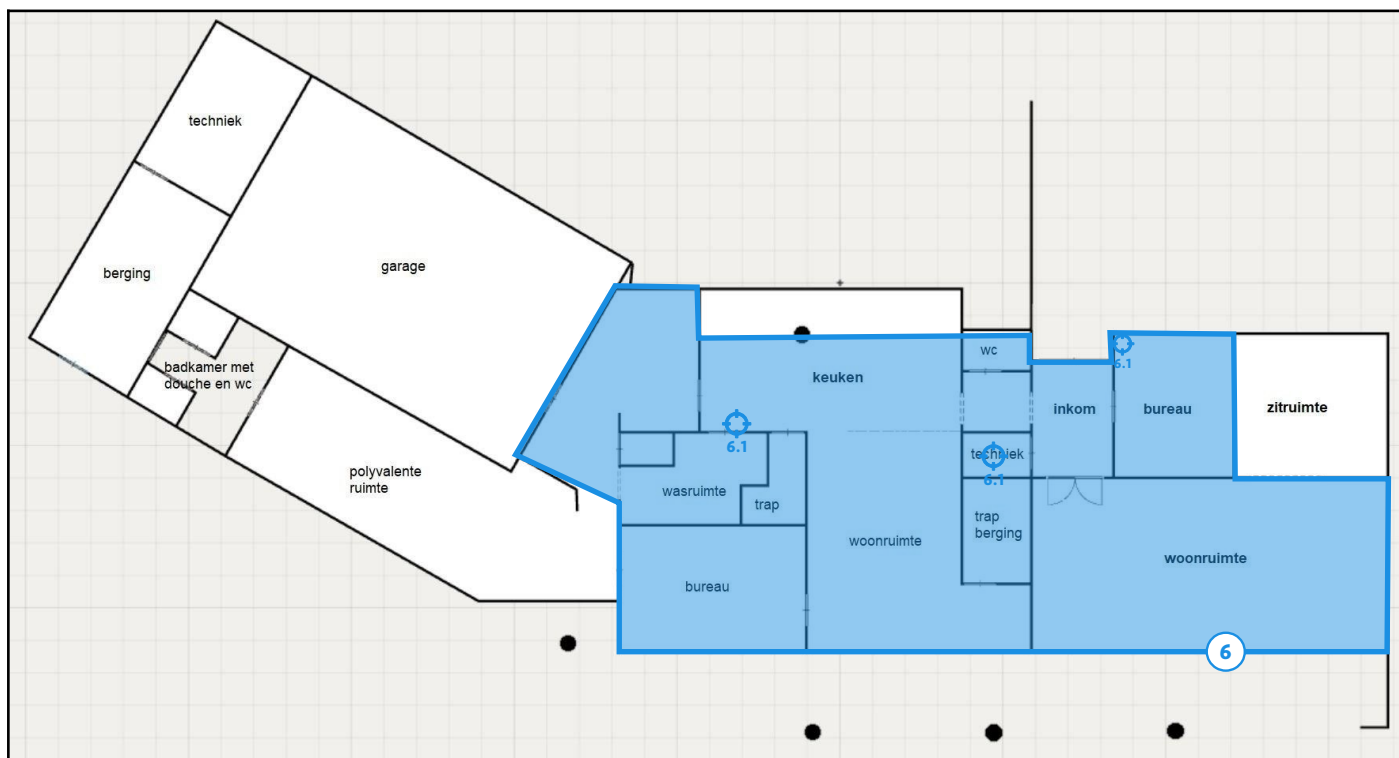 techniek
berging
garage
badkamer met
douche en wc
polyvalente
ruimte
wc
keuken
6.1
inkom
bureau
zitruimte
6.1
techniek
6.1
wasruimte
trap
trap
berging
woonruimte
woonruimte
bureau
6